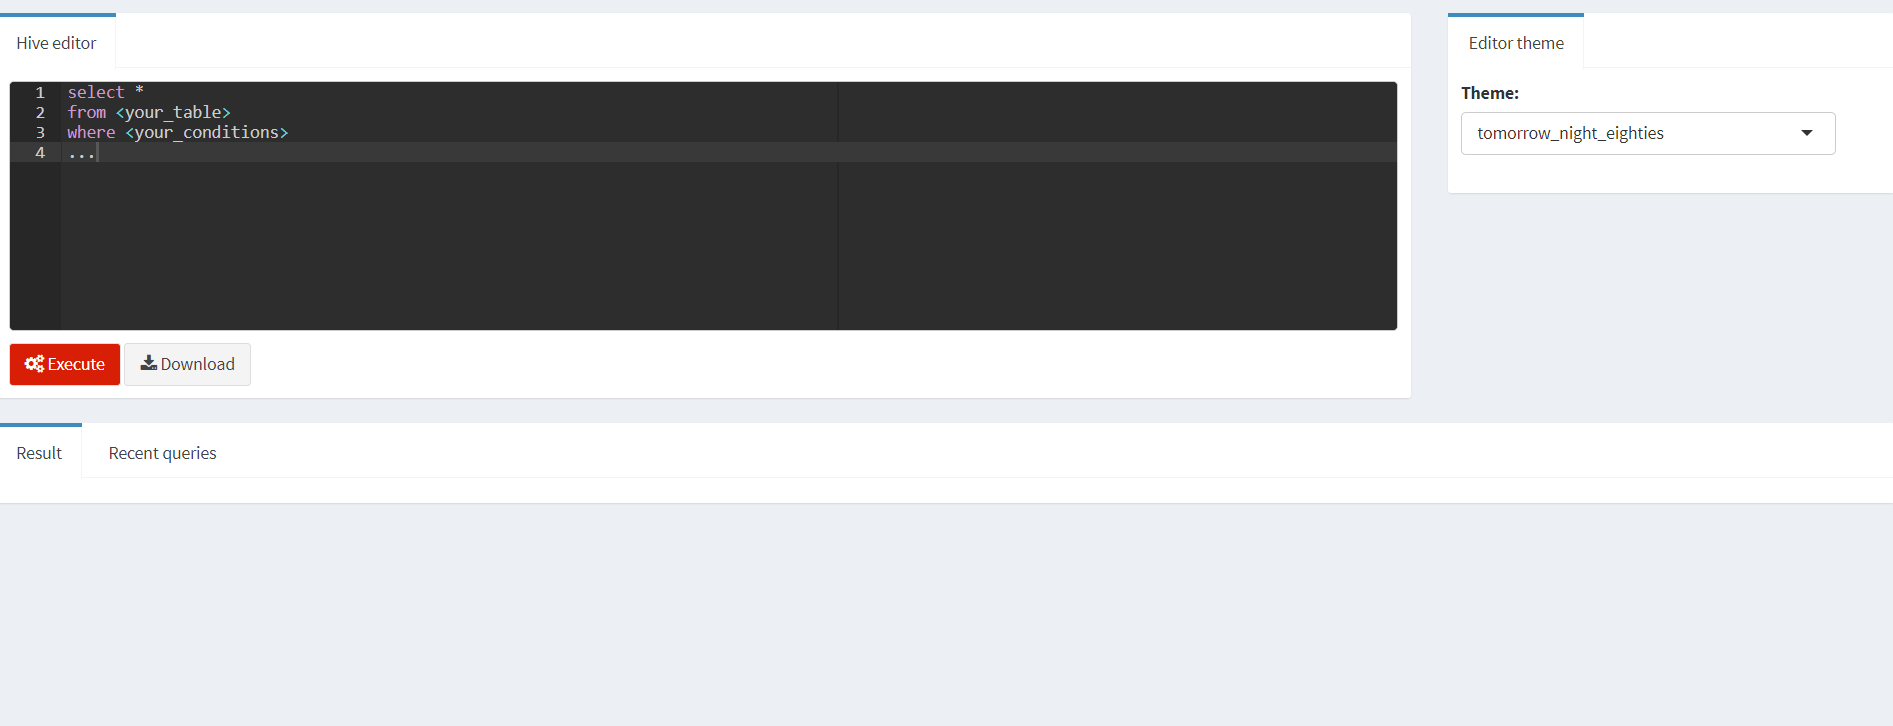 Hive editor
1 select *
2 from <your_table>
3 where <your_conditions>
4 ...
Execute
Download
Editor theme
Theme:
tomorrow_night_eighties
Result
Recent queries